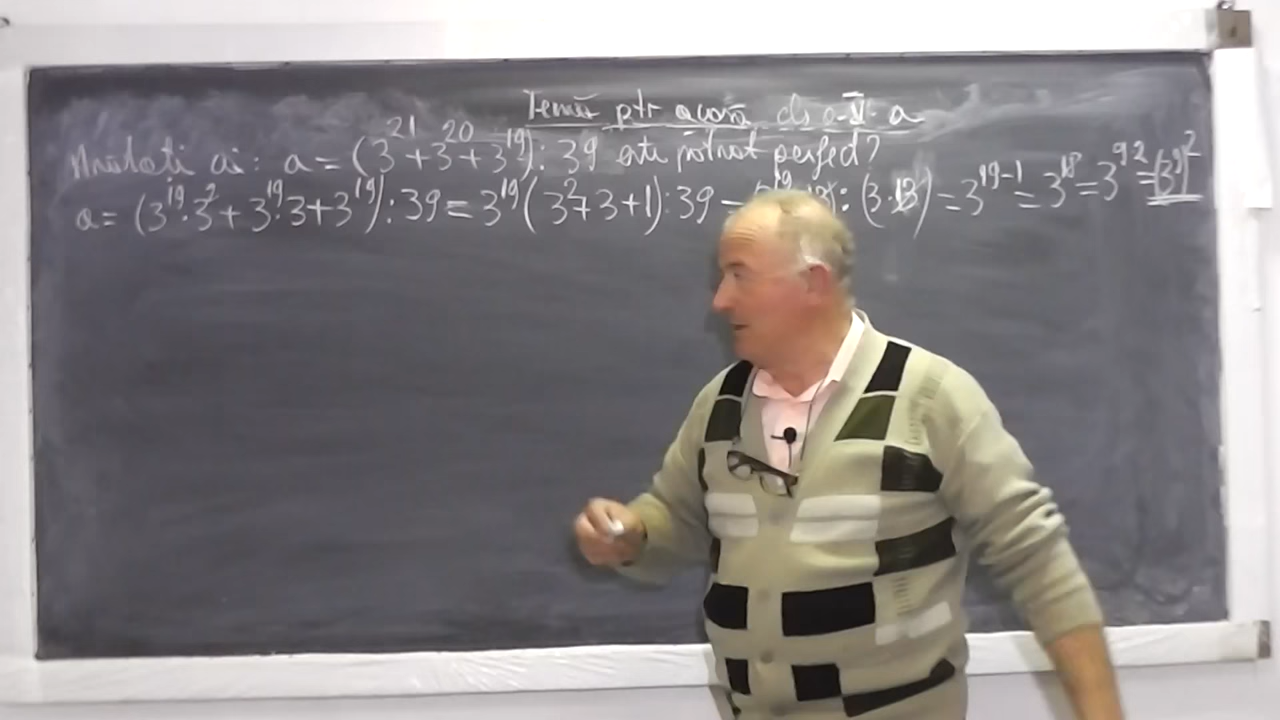 Temă ptr acasă cls a-V-a
Arătați că: a = (3²¹+3²⁰+3¹⁹):39 este pătrat perfect?
a = (3¹⁹·3²+3¹⁹·3+3¹⁹):39 = 3¹⁹(3²+3+1):39 = : (3·13) = 3¹⁹⁻¹ = 3¹⁸ = 3⁹·² = (3⁹)²